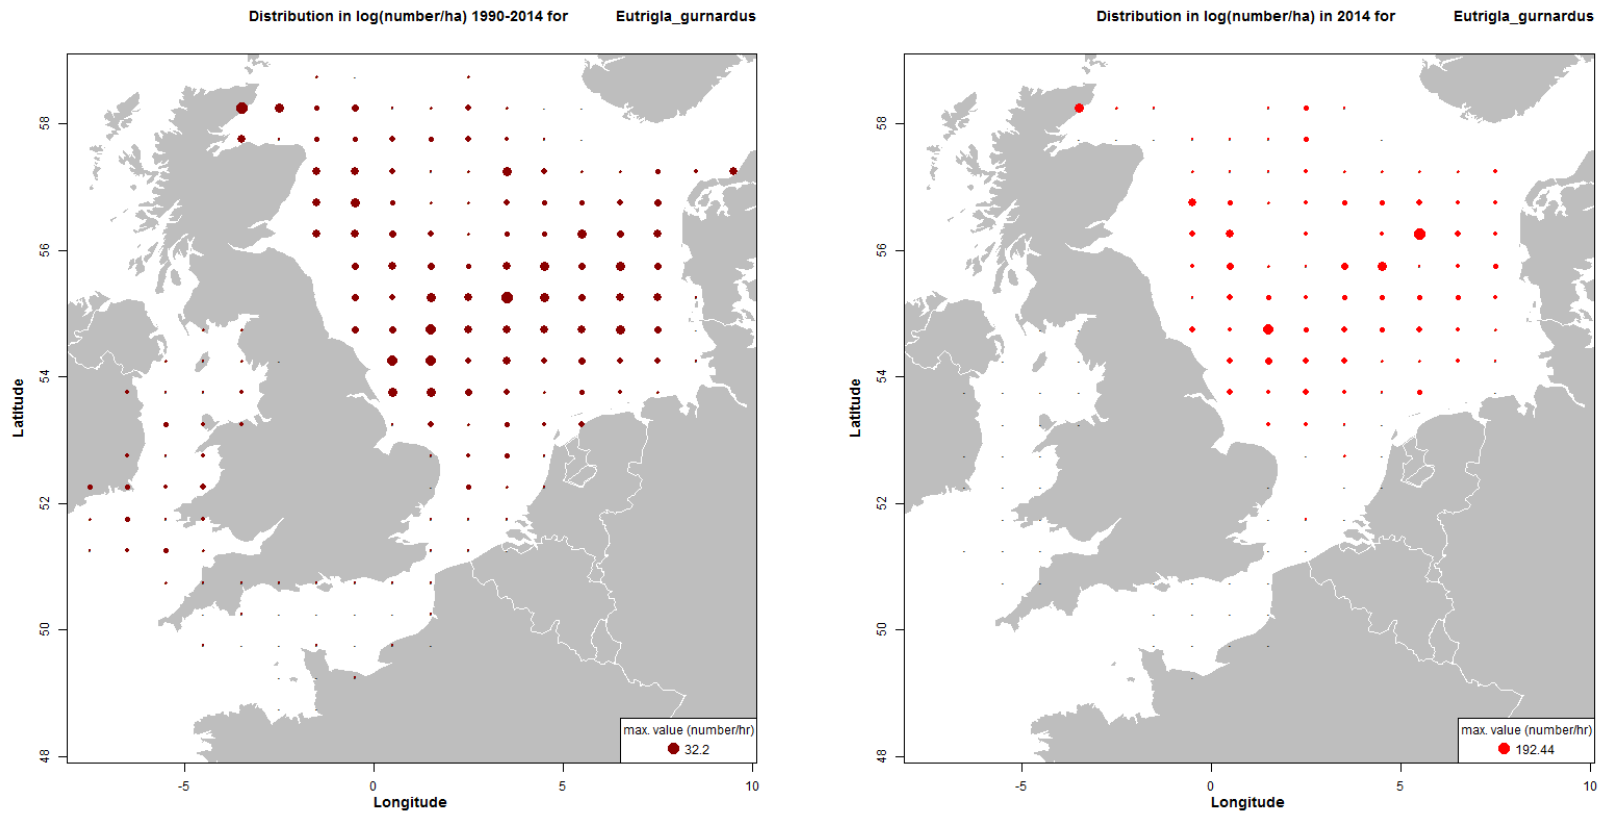 Distribution in log(number/ha) 1990-2014 for Eutrigla_gurnardus
58
56
54
52
50
48
Latitude
-5
0
5
10
Longitude
max. value (number/hr)
32.2
Distribution in log(number/ha) in 2014 for Eutrigla_gurnardus
58
56
54
52
50
48
Latitude
-5
0
5
10
Longitude
max. value (number/hr)
192.44